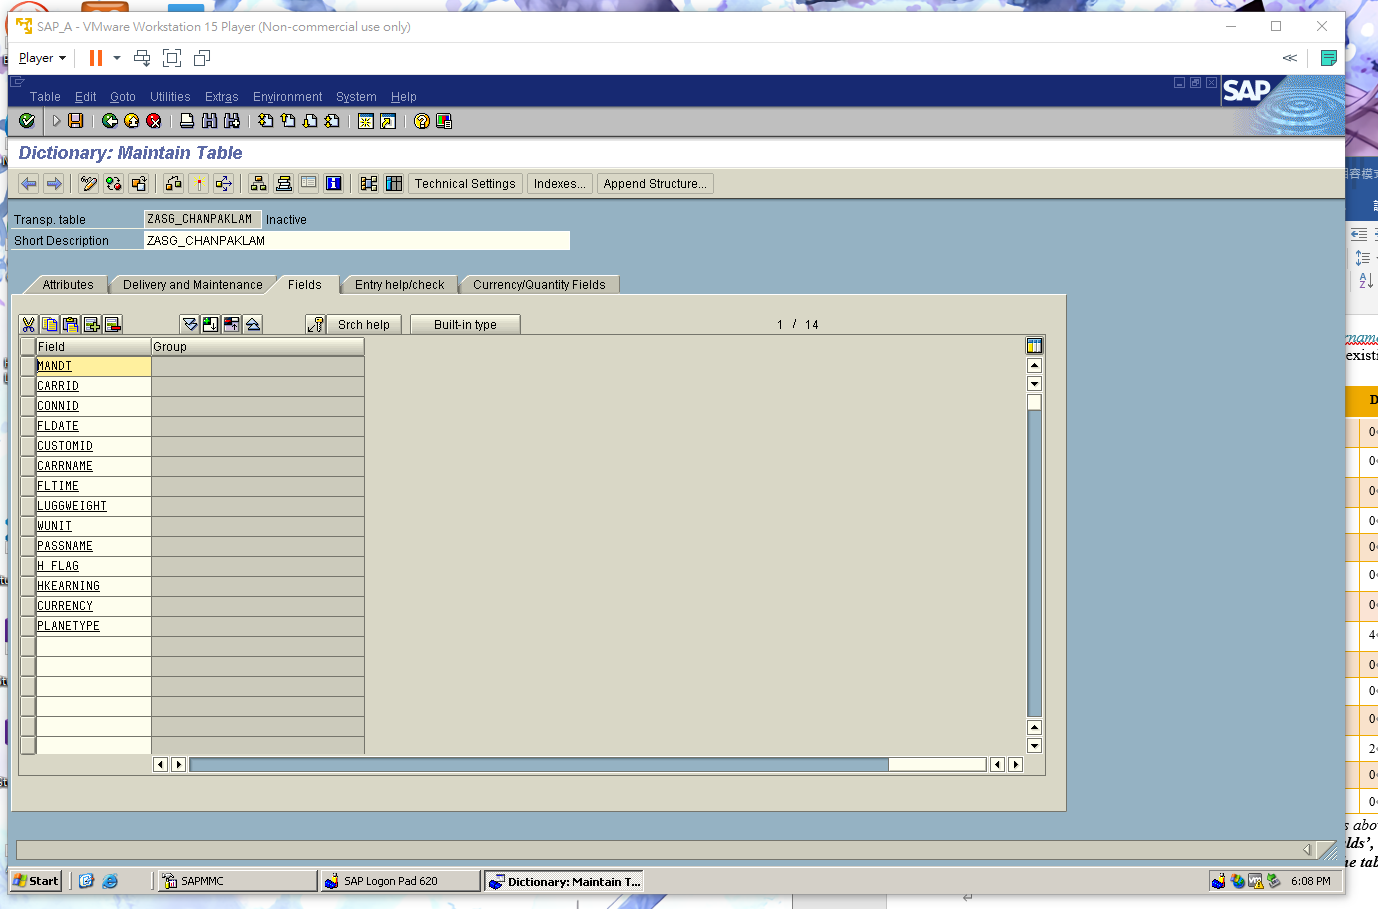 SAP_A - VMware Workstation 15 Player (Non-commercial use only)
Player
Table Edit Goto Utilities Extras Environment System Help
SAP
Dictionary: Maintain Table
Technical Settings Indexes... Append Structure...
Transp. table ZASG_CHANPAKLAM Inactive
Short Description ZASG_CHANPAKLAM
Attributes Delivery and Maintenance Fields Entry help/check Currency/Quantity Fields
Srch help Built-in type 1 / 14
Field Group
MANDT
CARRID
CONNID
FLDATE
CUSTOMID
CARRNAME
FLTIME
LUGGWEIGHT
WUNIT
PASSNAME
H_FLAG
HKEARNING
CURRENCY
PLANETYPE
Start SAPMMC SAP Logon Pad 620 Dictionary: Maintain T... 6:08 PM